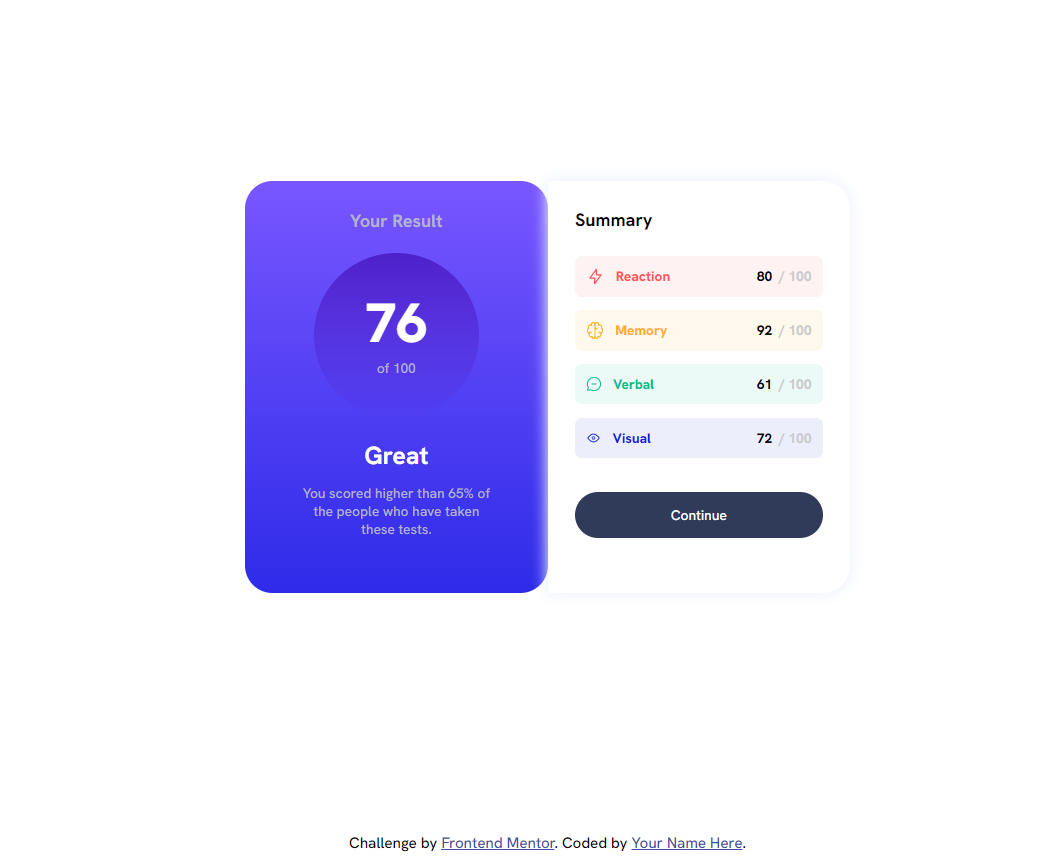 Your Result
76
of 100
Great
You scored higher than 65% of
the people who have taken
these tests.
Summary
Reaction 80 / 100
Memory 92 / 100
Verbal 61 / 100
Visual 72 / 100
Continue
Challenge by Frontend Mentor. Coded by Your Name Here.